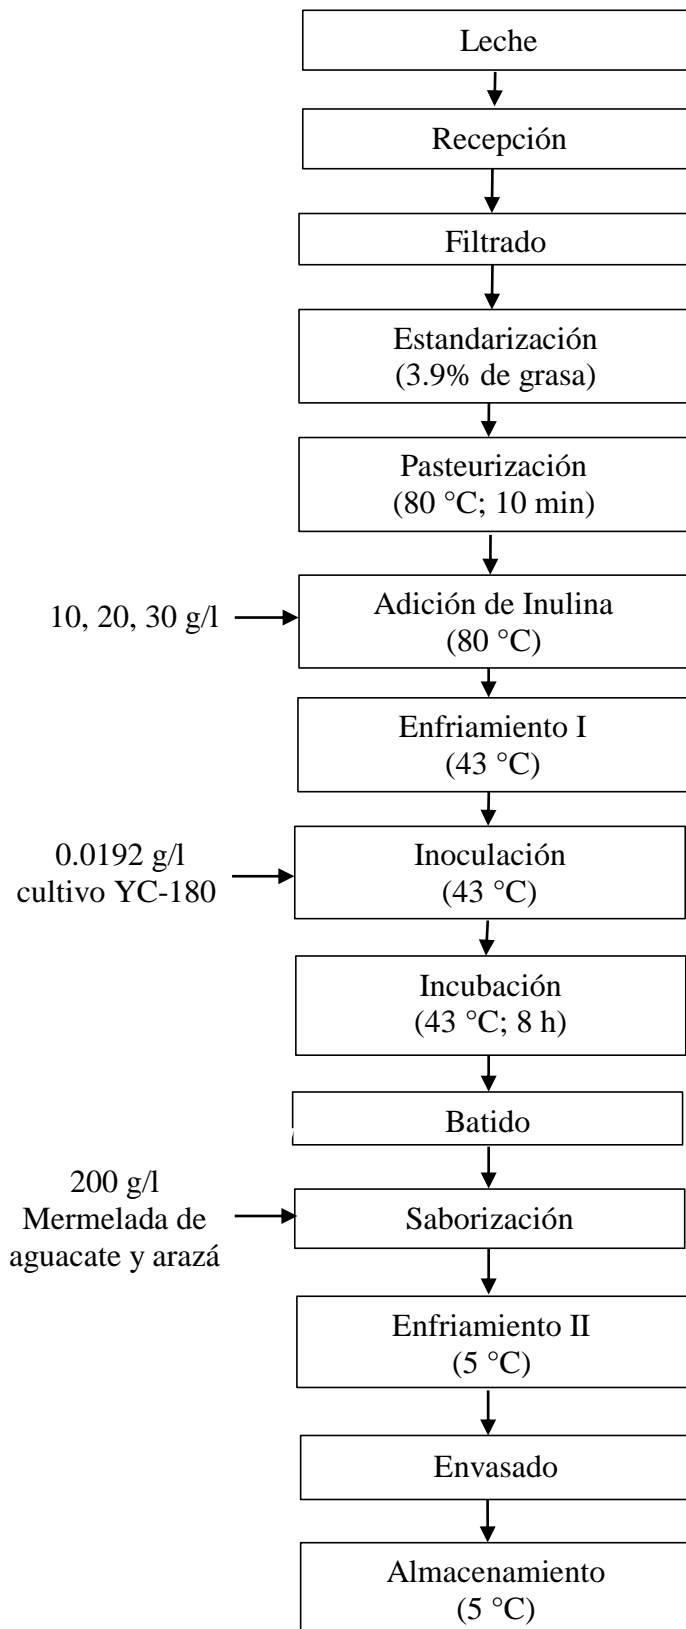 Leche
Recepción
Filtrado
Estandarización
(3.9% de grasa)
Pasteurización
(80 °C; 10 min)
10, 20, 30 g/l
Adición de Inulina
(80 °C)
Enfriamiento I
(43 °C)
0.0192 g/l
cultivo YC-180
Inoculación
(43 °C)
Incubación
(43 °C; 8 h)
Batido
200 g/l
Mermelada de
aguacate y arazá
Saborización
Enfriamiento II
(5 °C)
Envasado
Almacenamiento
(5 °C)